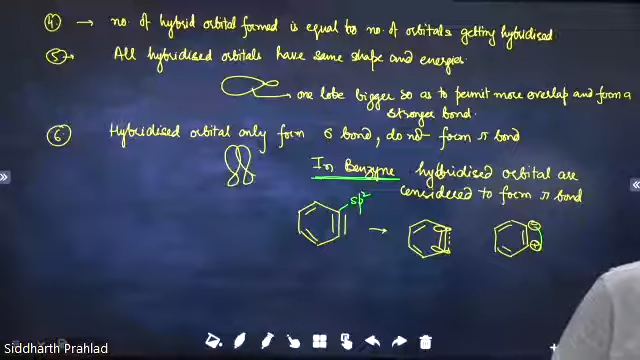 ④ → no. of hybrid orbital formed is equal to no. of orbitals getting hybridised
⑤ → All hybridised orbitals have same shape and energies.
one lobe bigger so as to permit more overlap and form a
stronger bond.
⑥ Hybridised orbital only form σ bond, do not form π bond
In Benzyne hybridised orbital are
considered to form π bond
sp²
→
⊖
⊕
Siddharth Prahlad